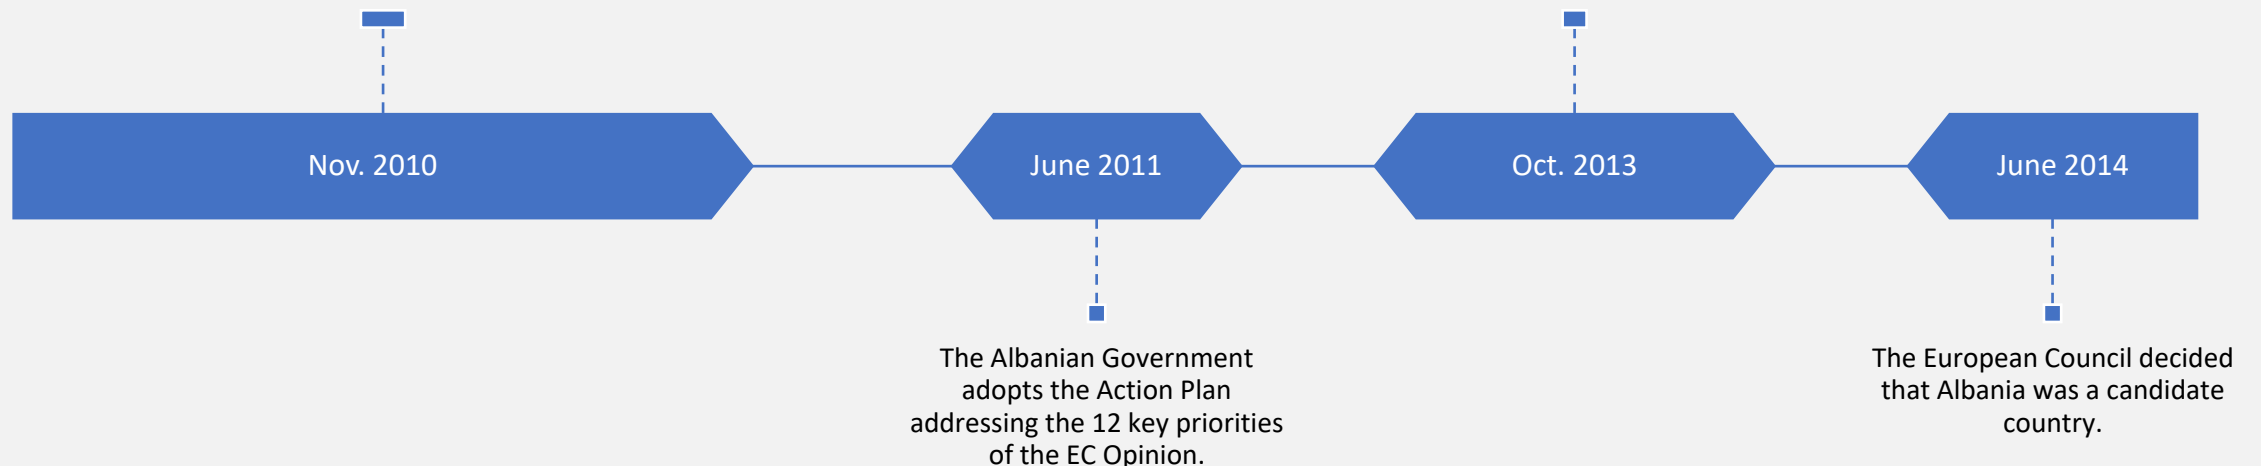 Nov. 2010
June 2011
Oct. 2013
June 2014
The Albanian Government
adopts the Action Plan
addressing the 12 key priorities
of the EC Opinion.
The European Council decided
that Albania was a candidate
country.